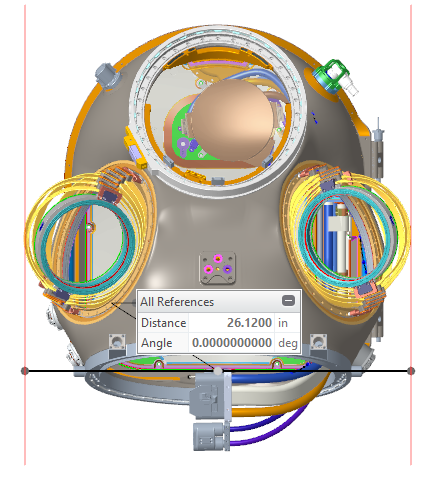 All References
Distance 26.1200 in
Angle 0.0000000000 deg